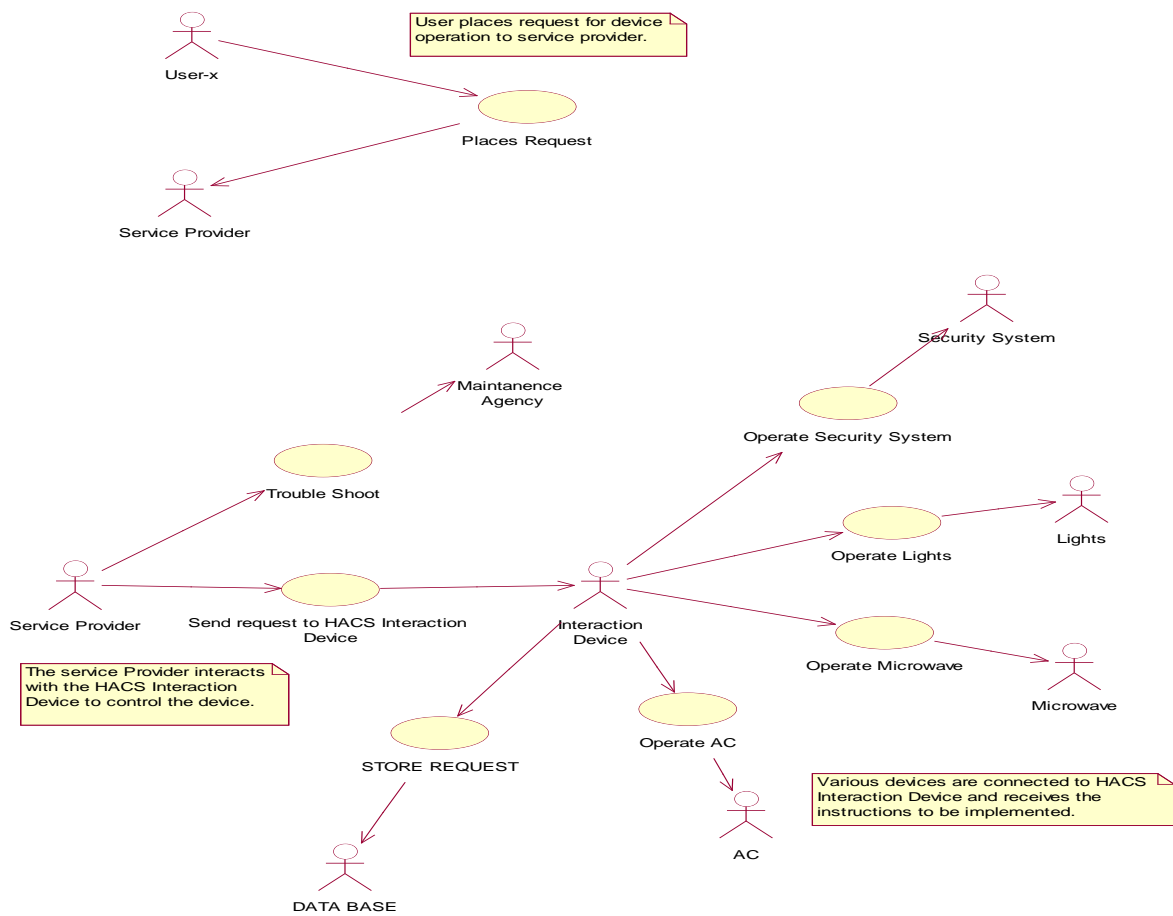 User places request for device
operation to service provider.
User-x
Places Request
Service Provider
Security System
Maintanence
Agency
Operate Security System
Trouble Shoot
Operate Lights
Lights
Service Provider
Send request to HACS Interaction
Device
Interaction
Device
Operate Microwave
The service Provider interacts
with the HACS Interaction
Device to control the device.
Microwave
Operate AC
STORE REQUEST
Various devices are connected to HACS
Interaction Device and receives the
instructions to be implemented.
AC
DATA BASE